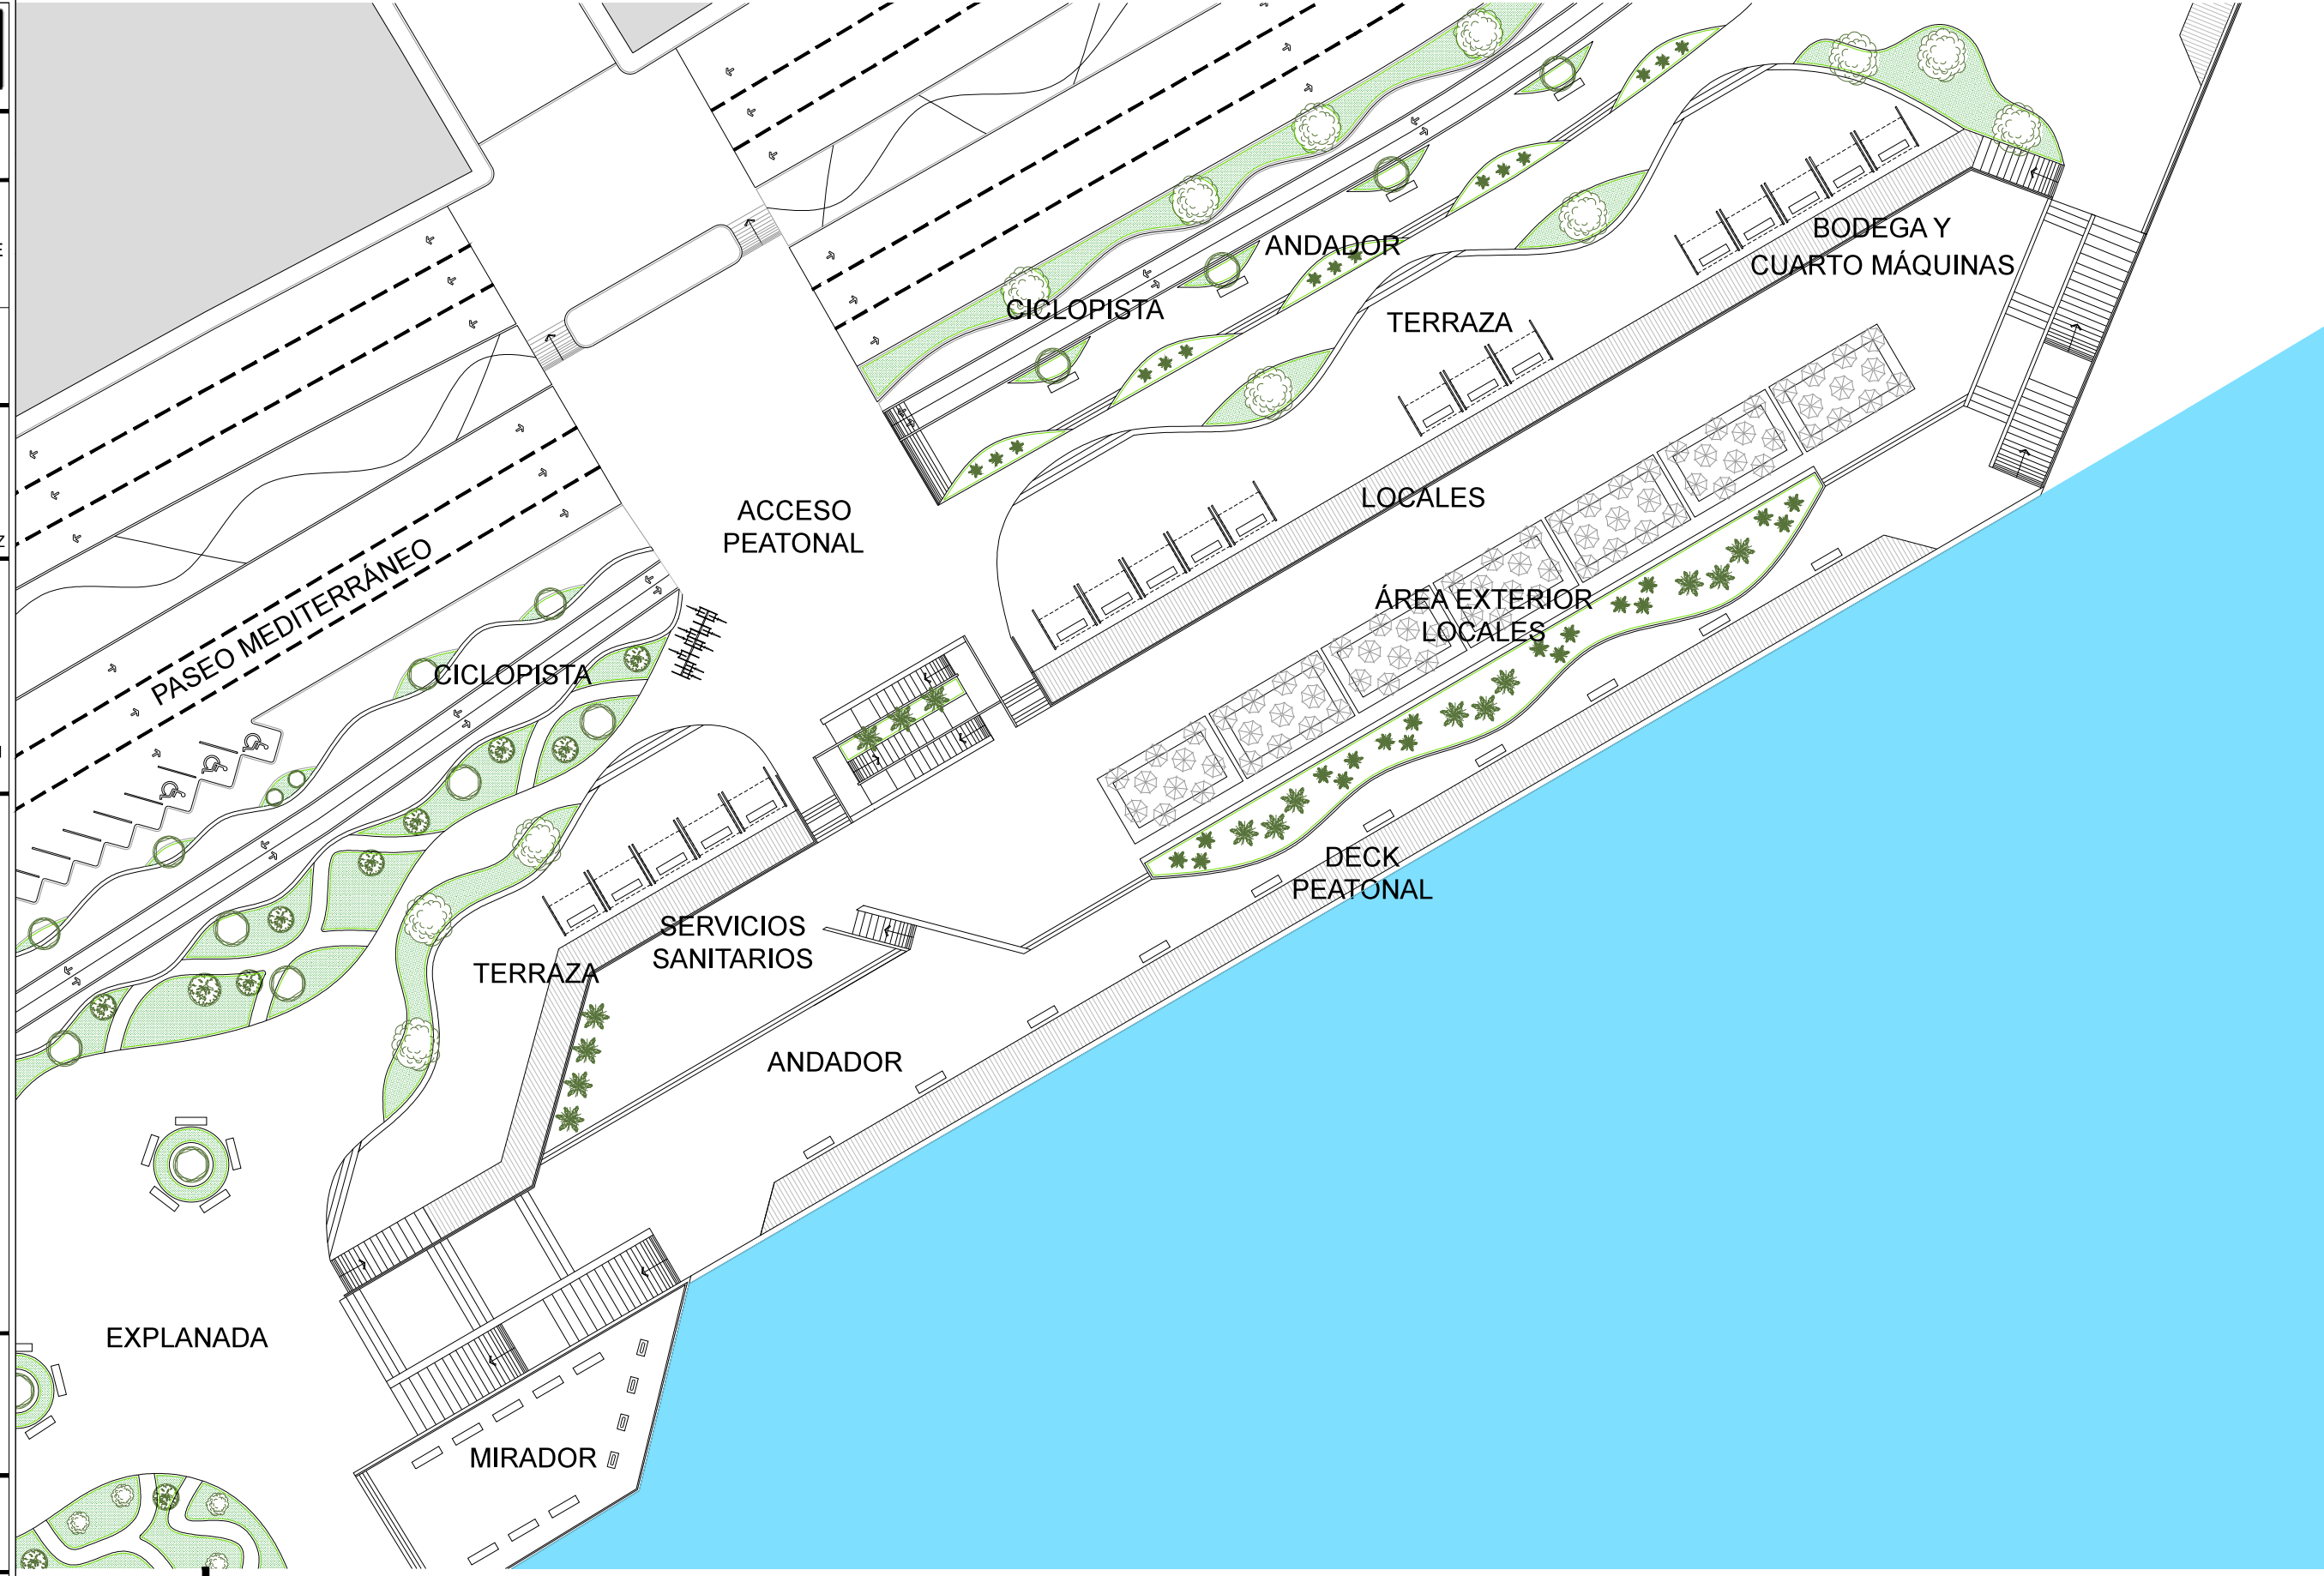 BODEGA Y
CUARTO MÁQUINAS
ANDADOR
CICLOPISTA
TERRAZA
LOCALES
ACCESO
PEATONAL
PASEO MEDITERRÁNEO
ÁREA EXTERIOR
LOCALES
CICLOPISTA
DECK
PEATONAL
SERVICIOS
SANITARIOS
TERRAZA
ANDADOR
EXPLANADA
MIRADOR